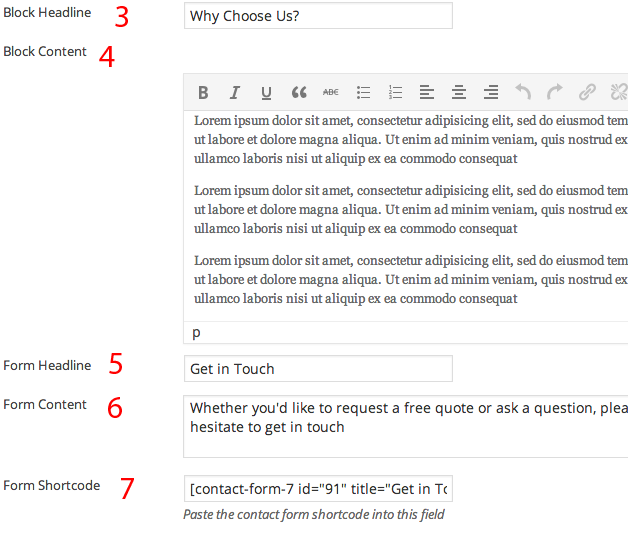 Block Headline 3 Why Choose Us?
Block Content 4
B I U “ ABC
Lorem ipsum dolor sit amet, consectetur adipisicing elit, sed do eiusmod tem
ut labore et dolore magna aliqua. Ut enim ad minim veniam, quis nostrud ex
ullamco laboris nisi ut aliquip ex ea commodo consequat
Lorem ipsum dolor sit amet, consectetur adipisicing elit, sed do eiusmod tem
ut labore et dolore magna aliqua. Ut enim ad minim veniam, quis nostrud ex
ullamco laboris nisi ut aliquip ex ea commodo consequat
Lorem ipsum dolor sit amet, consectetur adipisicing elit, sed do eiusmod tem
ut labore et dolore magna aliqua. Ut enim ad minim veniam, quis nostrud ex
ullamco laboris nisi ut aliquip ex ea commodo consequat
p
Form Headline 5 Get in Touch
Form Content 6 Whether you'd like to request a free quote or ask a question, plea
hesitate to get in touch
Form Shortcode 7 [contact-form-7 id="91" title="Get in To
Paste the contact form shortcode into this field